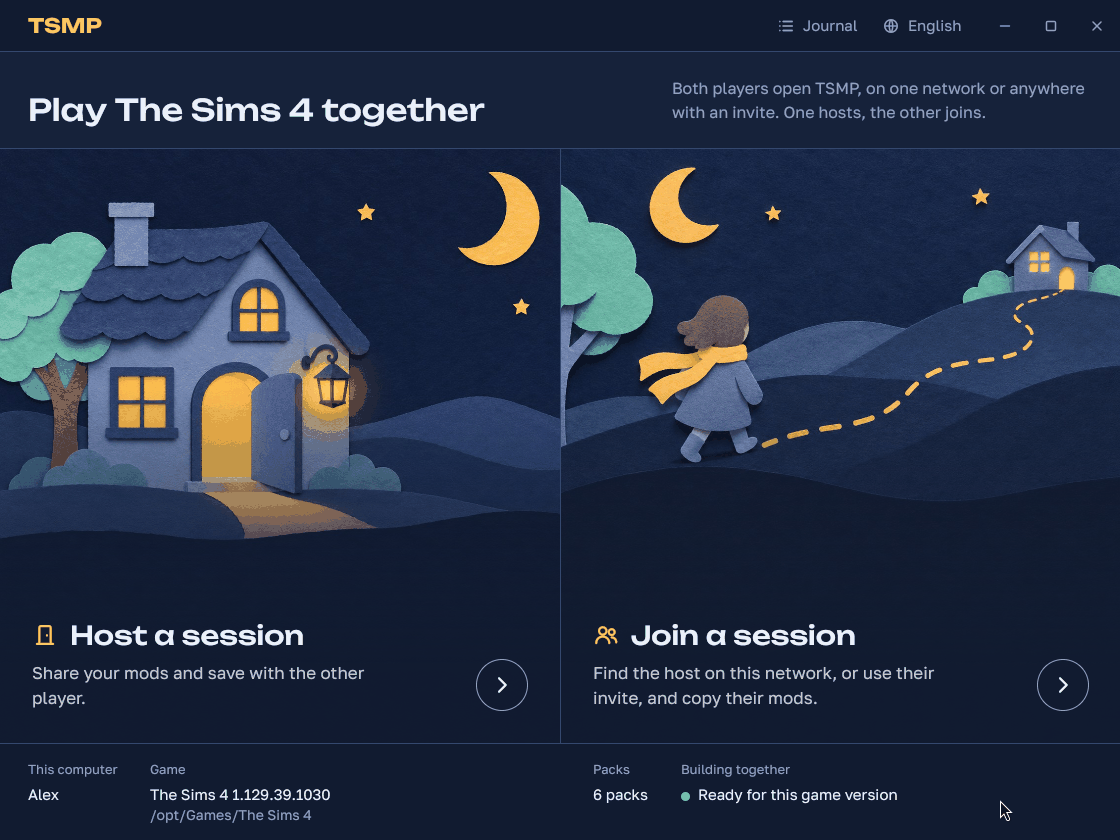 TSMP
Journal
English
Play The Sims 4 together
Both players open TSMP, on one network or anywhere
with an invite. One hosts, the other joins.
Host a session
Share your mods and save with the other
player.
Join a session
Find the host on this network, or use their
invite, and copy their mods.
This computer
Alex
Game
The Sims 4 1.129.39.1030
/opt/Games/The Sims 4
Packs
6 packs
Building together
Ready for this game version